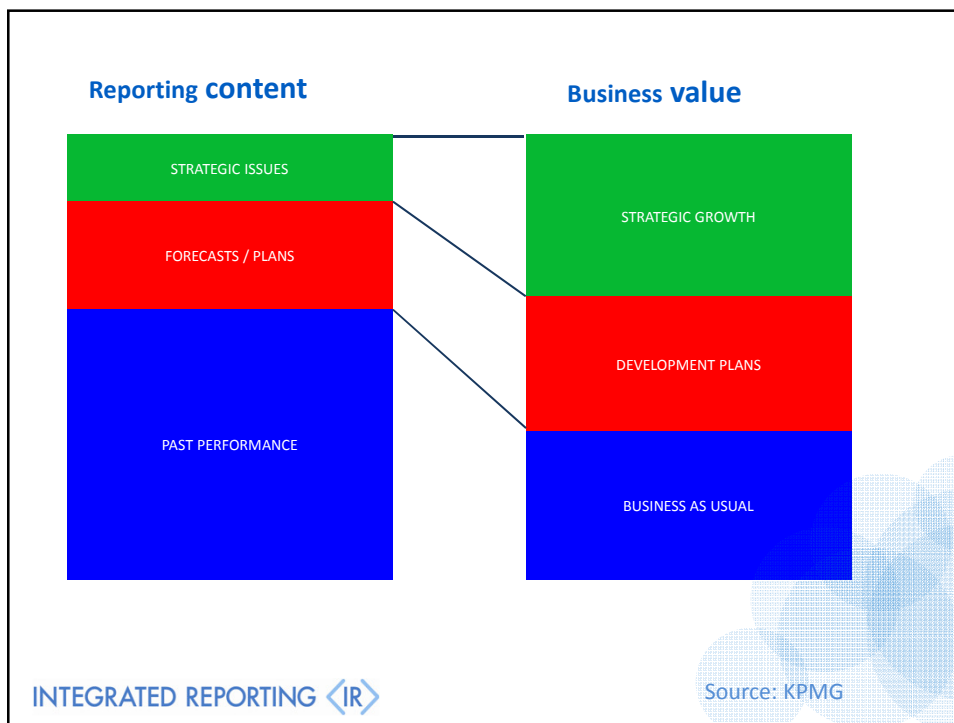 Reporting content
Business value
STRATEGIC ISSUES
FORECASTS / PLANS
PAST PERFORMANCE
STRATEGIC GROWTH
DEVELOPMENT PLANS
BUSINESS AS USUAL
INTEGRATED REPORTING <IR>
Source: KPMG